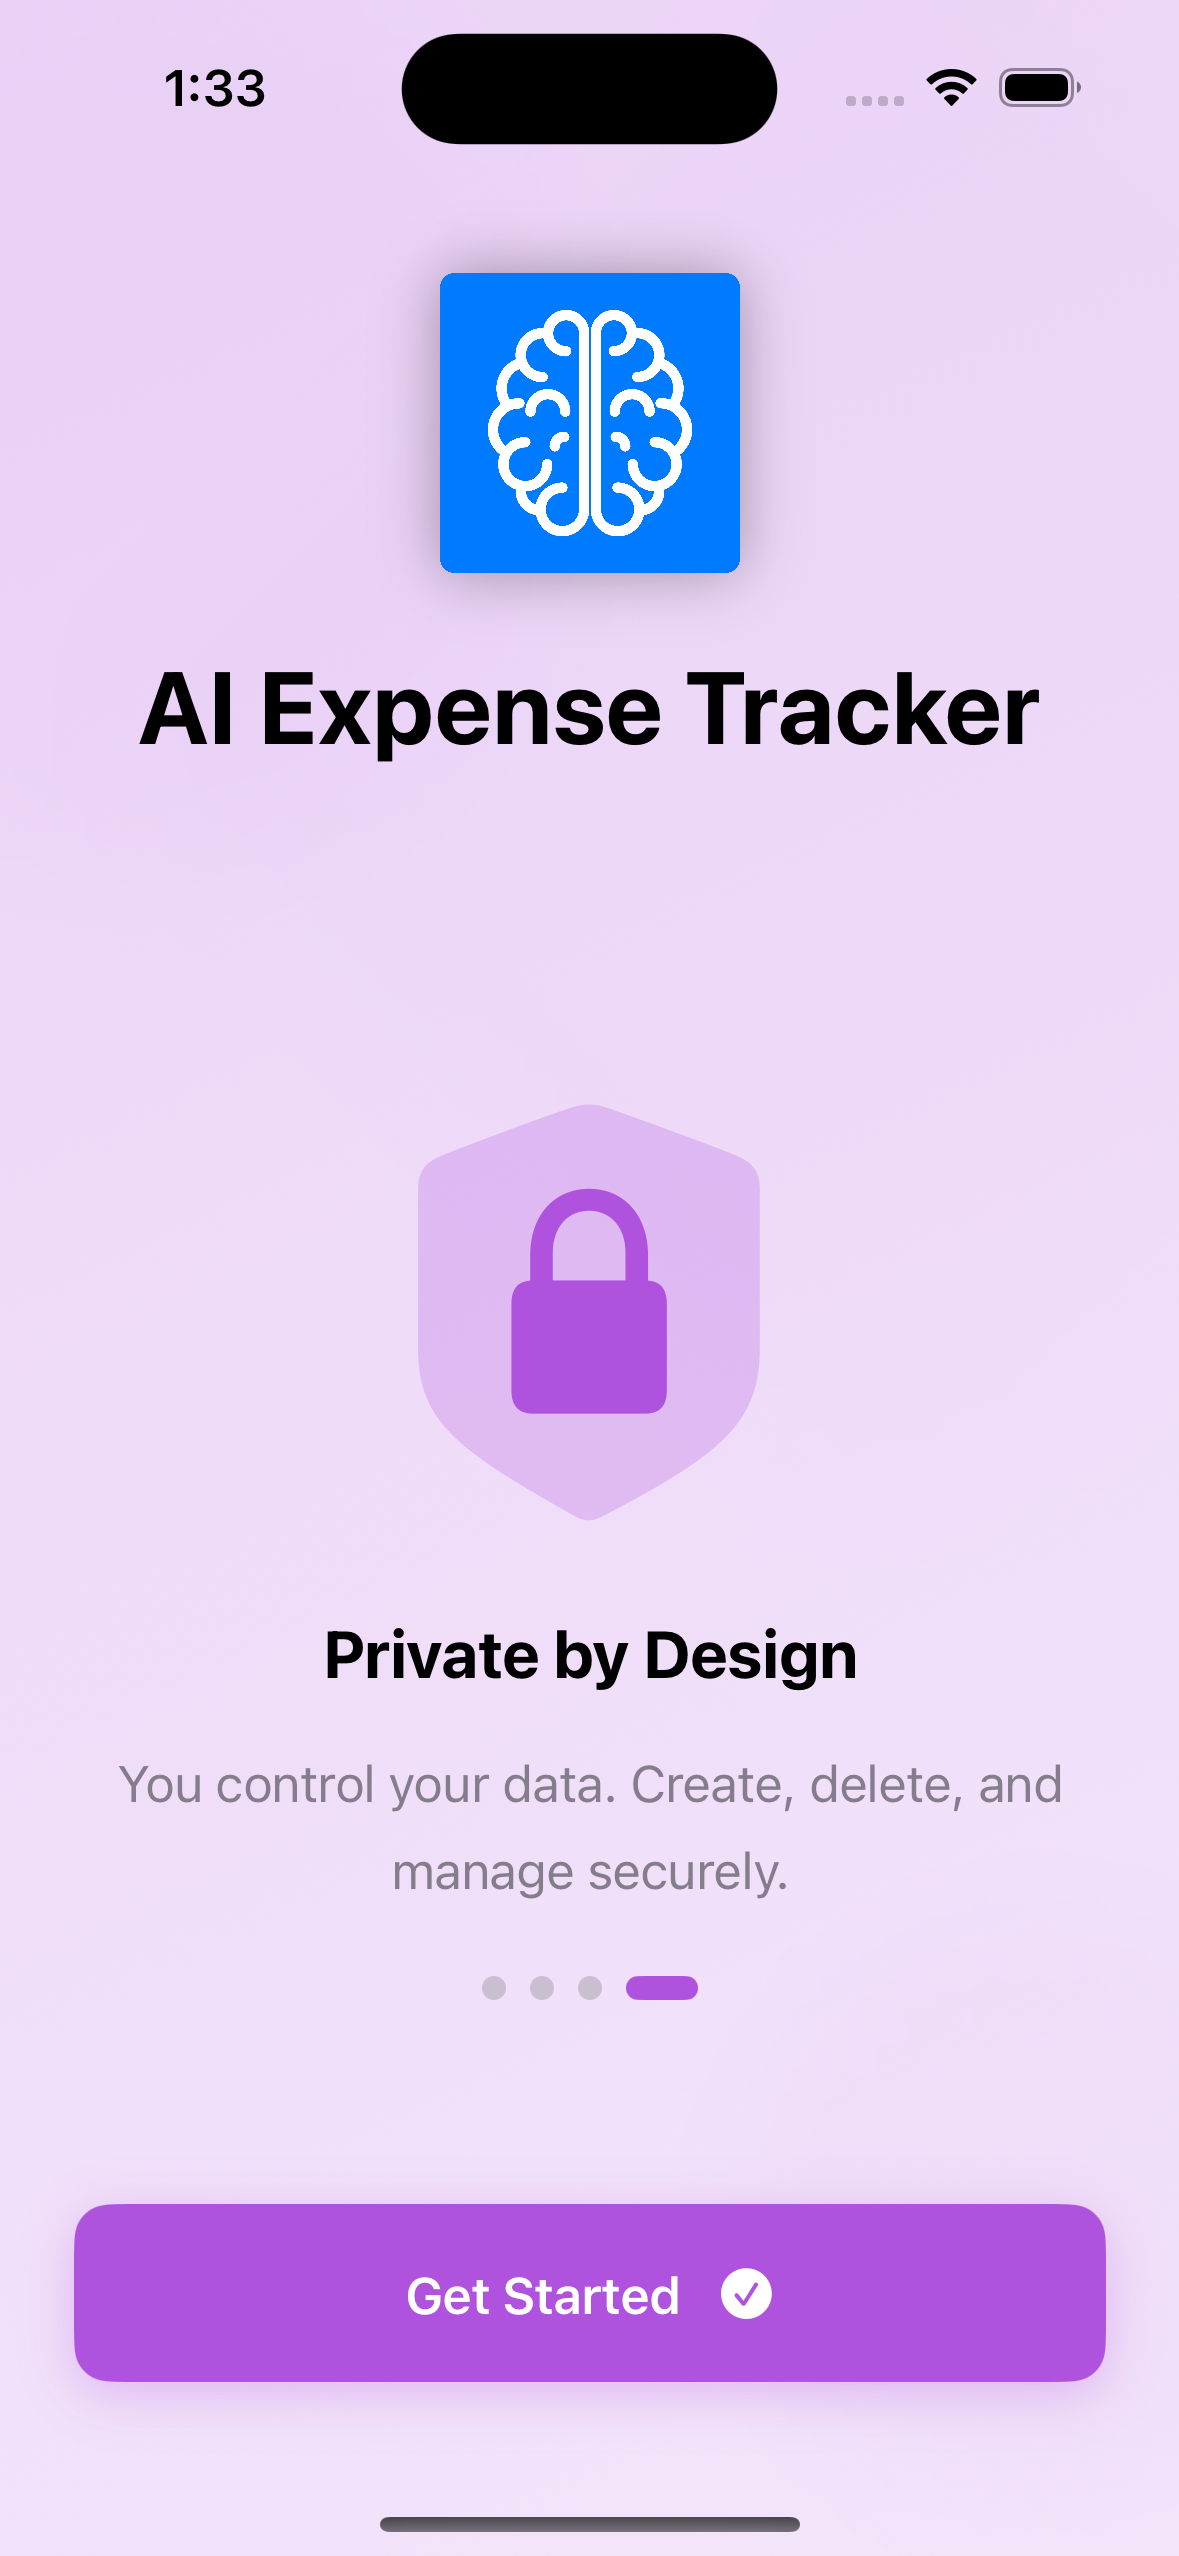 1:33
AI Expense Tracker
Private by Design
You control your data. Create, delete, and
manage securely.
Get Started